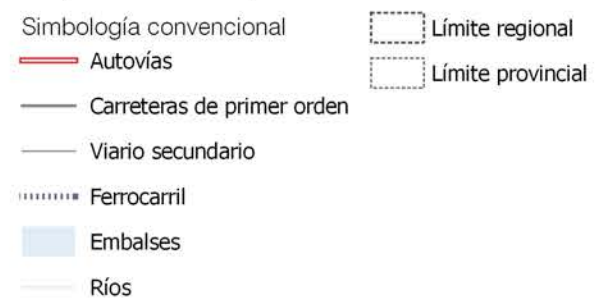 Simbología convencional
Autovías
Carreteras de primer orden
Viario secundario
Ferrocarril
Embalses
Ríos
Límite regional
Límite provincial